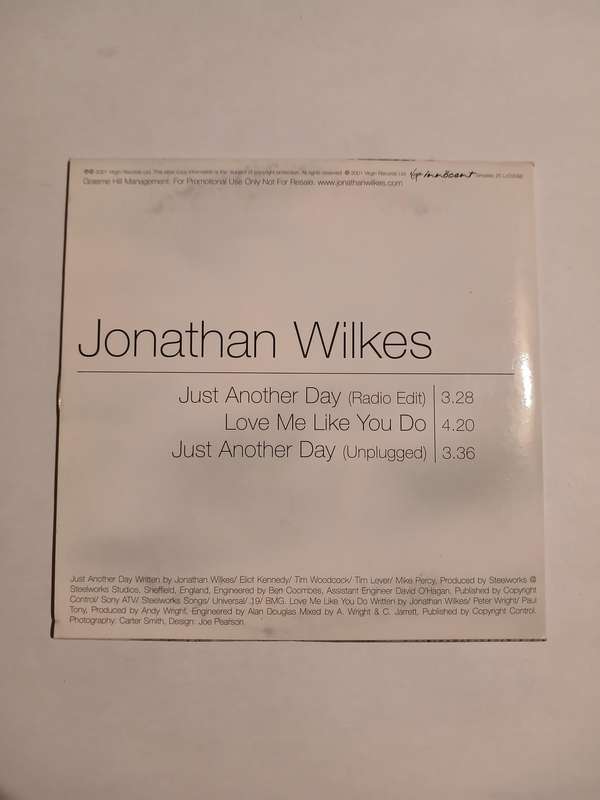 ℗© 2001 Virgin Records Ltd. This label copy information is the subject of copyright protection. All rights reserved. © 2001 Virgin Records Ltd. Virgin innocent
Graeme Hill Management. For Promotional Use Only Not For Resale. www.jonathanwilkes.com
Jonathan Wilkes
Just Another Day (Radio Edit) 3.28
Love Me Like You Do 4.20
Just Another Day (Unplugged) 3.36
Just Another Day Written by Jonathan Wilkes/ Eliot Kennedy/ Tim Woodcock/ Tim Lever/ Mike Percy, Produced by Steelworks @
Steelworks Studios, Sheffield, England, Engineered by Ben Coombes, Assistant Engineer David O'Hagan. Published by Copyright
Control/ Sony ATV/ Steelworks Songs/ Universal/ .19/ BMG. Love Me Like You Do Written by Jonathan Wilkes/ Peter Wright/ Paul
Tony, Produced by Andy Wright, Engineered by Alan Douglas Mixed by A. Wright & C. Jarrett, Published by Copyright Control.
Photography: Carter Smith, Design: Joe Pearson.